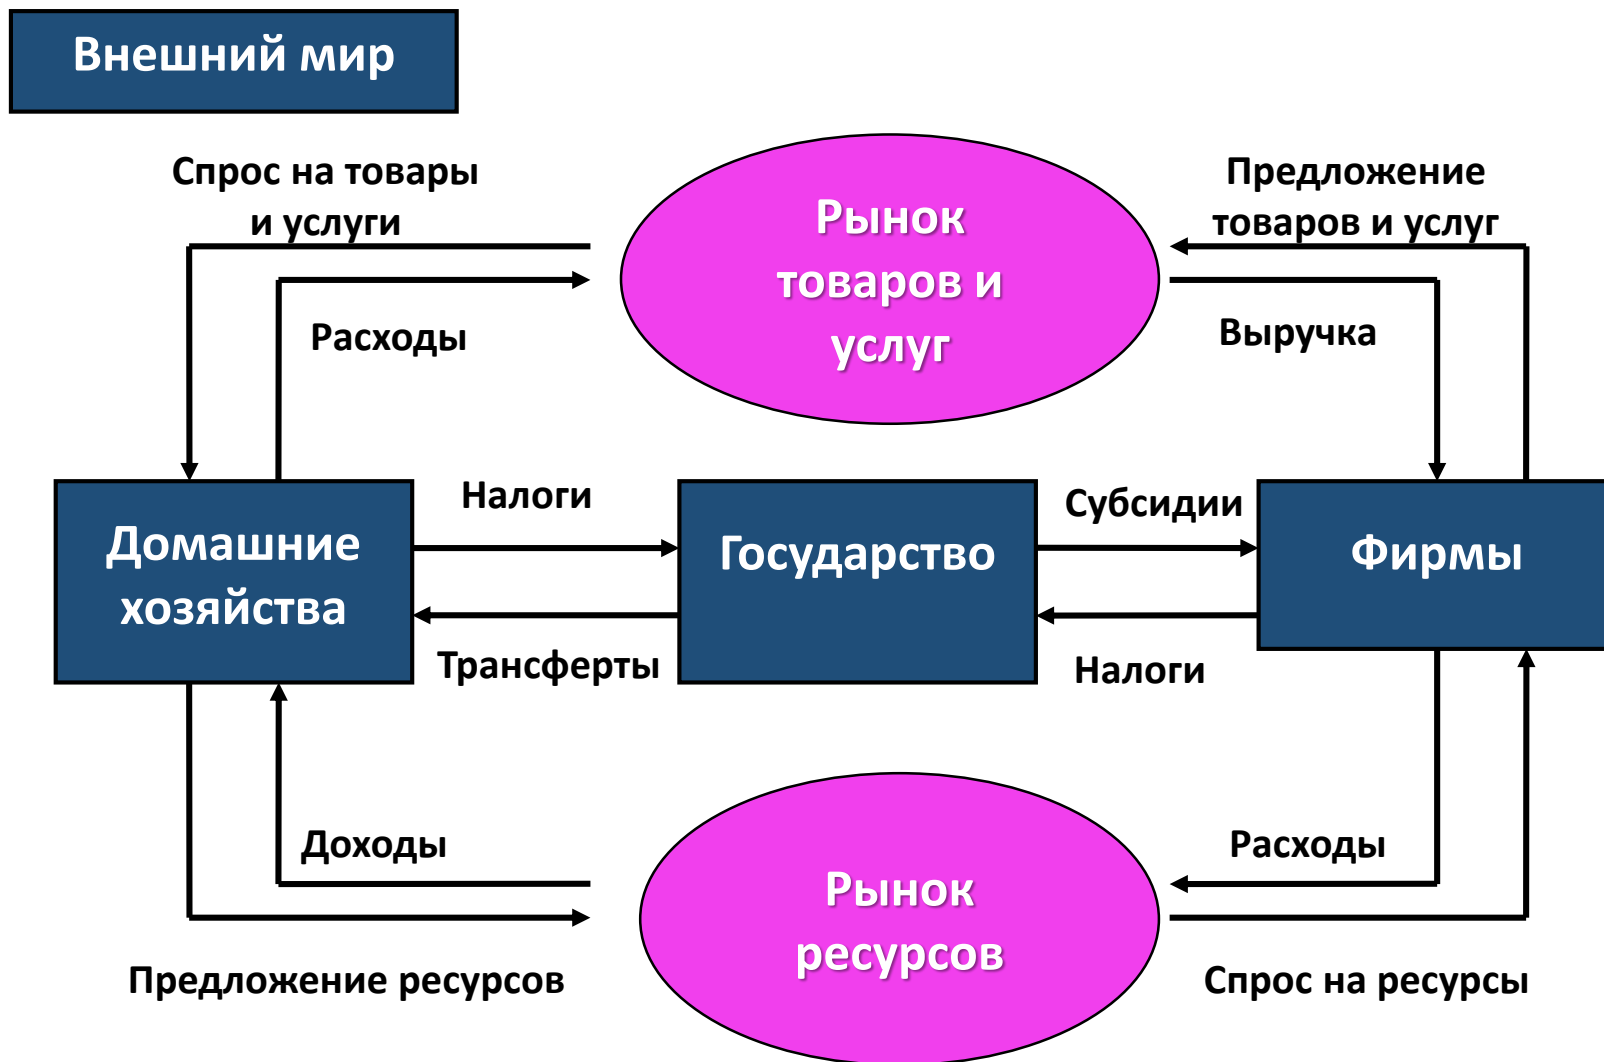 Внешний мир
Спрос на товары
и услуги
Предложение
товаров и услуг
Рынок
товаров и
услуг
Расходы
Выручка
Налоги
Субсидии
Домашние
хозяйства
Государство
Фирмы
Трансферты
Налоги
Доходы
Расходы
Рынок
ресурсов
Предложение ресурсов
Спрос на ресурсы